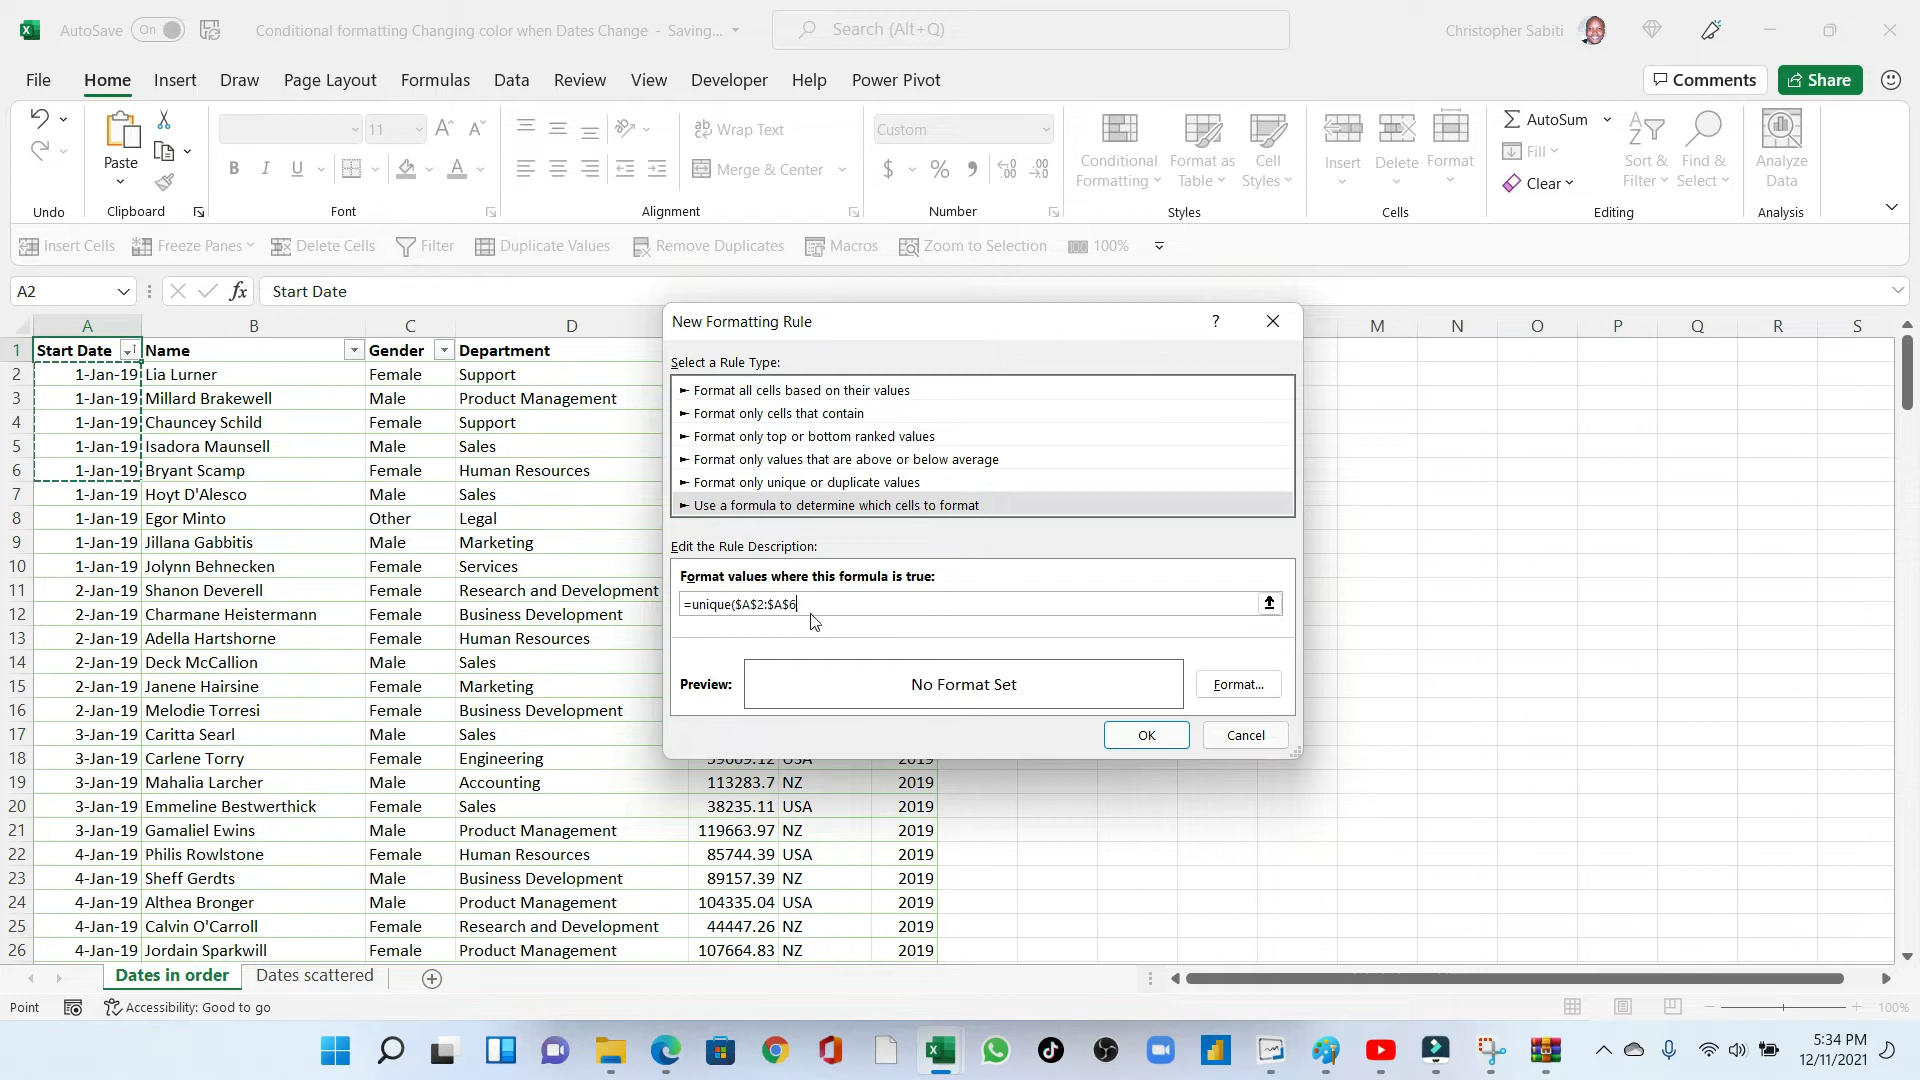 AutoSave On Conditional formatting Changing color when Dates Change - Saving... Search (Alt+Q) Christopher Sabiti
File Home Insert Draw Page Layout Formulas Data Review View Developer Help Power Pivot Comments Share
11 Wrap Text Custom AutoSum
Paste B I U Merge & Center $ % Conditional Formatting Format as Table Cell Styles Insert Delete Format Fill Clear Sort & Filter Find & Select Analyze Data
Undo Clipboard Font Alignment Number Styles Cells Editing Analysis
Insert Cells Freeze Panes Delete Cells Filter Duplicate Values Remove Duplicates Macros Zoom to Selection 100%
A2 fx Start Date
A B C D M N O P Q R S
1 Start Date Name Gender Department
2 1-Jan-19 Lia Lurner Female Support
3 1-Jan-19 Millard Brakewell Male Product Management
4 1-Jan-19 Chauncey Schild Female Support
5 1-Jan-19 Isadora Maunsell Male Sales
6 1-Jan-19 Bryant Scamp Female Human Resources
7 1-Jan-19 Hoyt D'Alesco Male Sales
8 1-Jan-19 Egor Minto Other Legal
9 1-Jan-19 Jillana Gabbitis Male Marketing
10 1-Jan-19 Jolynn Behnecken Female Services
11 2-Jan-19 Shanon Deverell Female Research and Development
12 2-Jan-19 Charmane Heistermann Female Business Development
13 2-Jan-19 Adella Hartshorne Female Human Resources
14 2-Jan-19 Deck McCallion Male Sales
15 2-Jan-19 Janene Hairsine Female Marketing
16 2-Jan-19 Melodie Torresi Female Business Development
17 3-Jan-19 Caritta Searl Male Sales
18 3-Jan-19 Carlene Torry Female Engineering 59669.12 USA 2019
19 3-Jan-19 Mahalia Larcher Male Accounting 113283.7 NZ 2019
20 3-Jan-19 Emmeline Bestwerthick Female Sales 38235.11 USA 2019
21 3-Jan-19 Gamaliel Ewins Male Product Management 119663.97 NZ 2019
22 4-Jan-19 Philis Rowlstone Female Human Resources 85744.39 USA 2019
23 4-Jan-19 Sheff Gerdts Male Business Development 89157.39 NZ 2019
24 4-Jan-19 Althea Bronger Male Product Management 104335.04 USA 2019
25 4-Jan-19 Calvin O'Carroll Female Research and Development 44447.26 NZ 2019
26 4-Jan-19 Jordain Sparkwill Female Product Management 107664.83 NZ 2019
New Formatting Rule ?
Select a Rule Type:
► Format all cells based on their values
► Format only cells that contain
► Format only top or bottom ranked values
► Format only values that are above or below average
► Format only unique or duplicate values
► Use a formula to determine which cells to format
Edit the Rule Description:
Format values where this formula is true:
=unique($A$2:$A$6
Preview: No Format Set Format...
OK Cancel
Dates in order Dates scattered
Point Accessibility: Good to go 100%
5:34 PM
12/11/2021